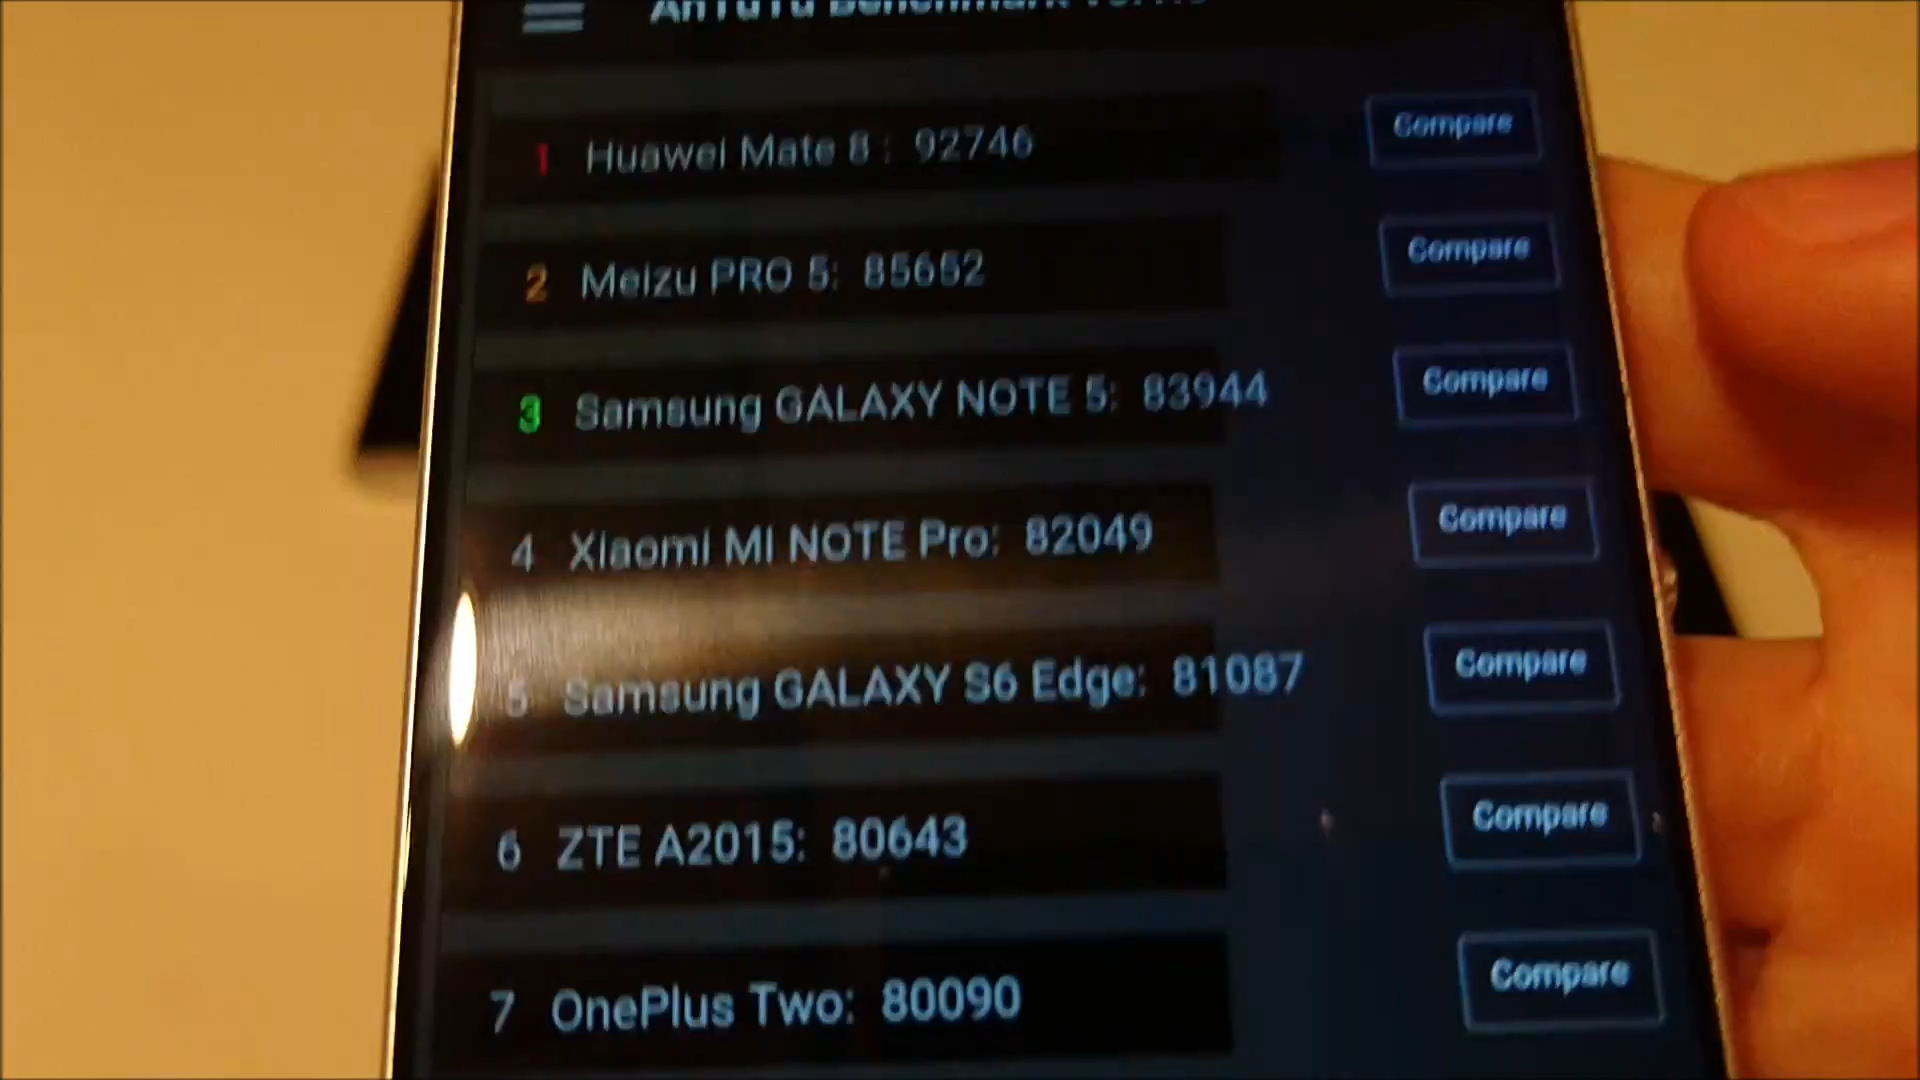 AnTuTu Benchmark
1 Huawei Mate 8 : 92746 Compare
2 Meizu PRO 5: 85652 Compare
3 Samsung GALAXY NOTE 5: 83944 Compare
4 Xiaomi MI NOTE Pro: 82049 Compare
5 Samsung GALAXY S6 Edge: 81087 Compare
6 ZTE A2015: 80643 Compare
7 OnePlus Two: 80090 Compare